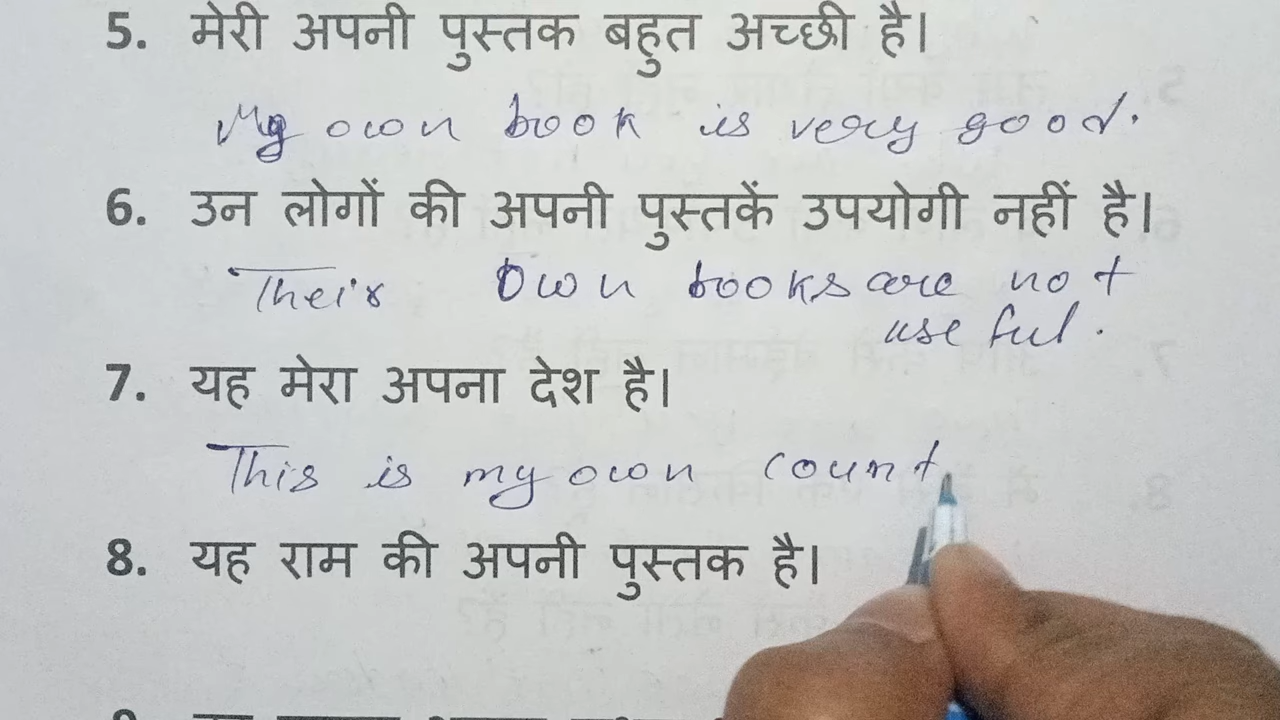 5. मेरी अपनी पुस्तक बहुत अच्छी है।
My own book is very good.
6. उन लोगों की अपनी पुस्तकें उपयोगी नहीं है।
Their own books are not
useful.
7. यह मेरा अपना देश है।
This is my own count
8. यह राम की अपनी पुस्तक है।